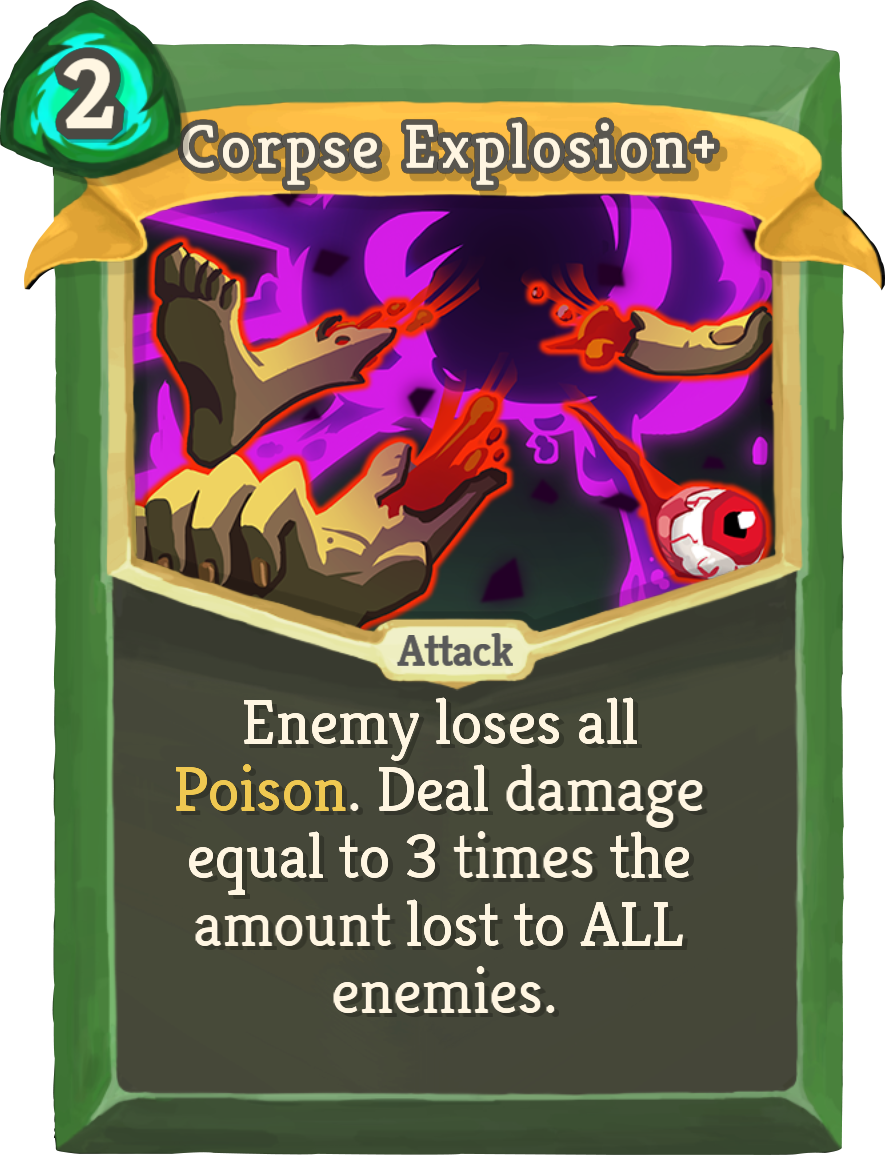 2
Corpse Explosion+
Attack
Enemy loses all
Poison. Deal damage
equal to 3 times the
amount lost to ALL
enemies.